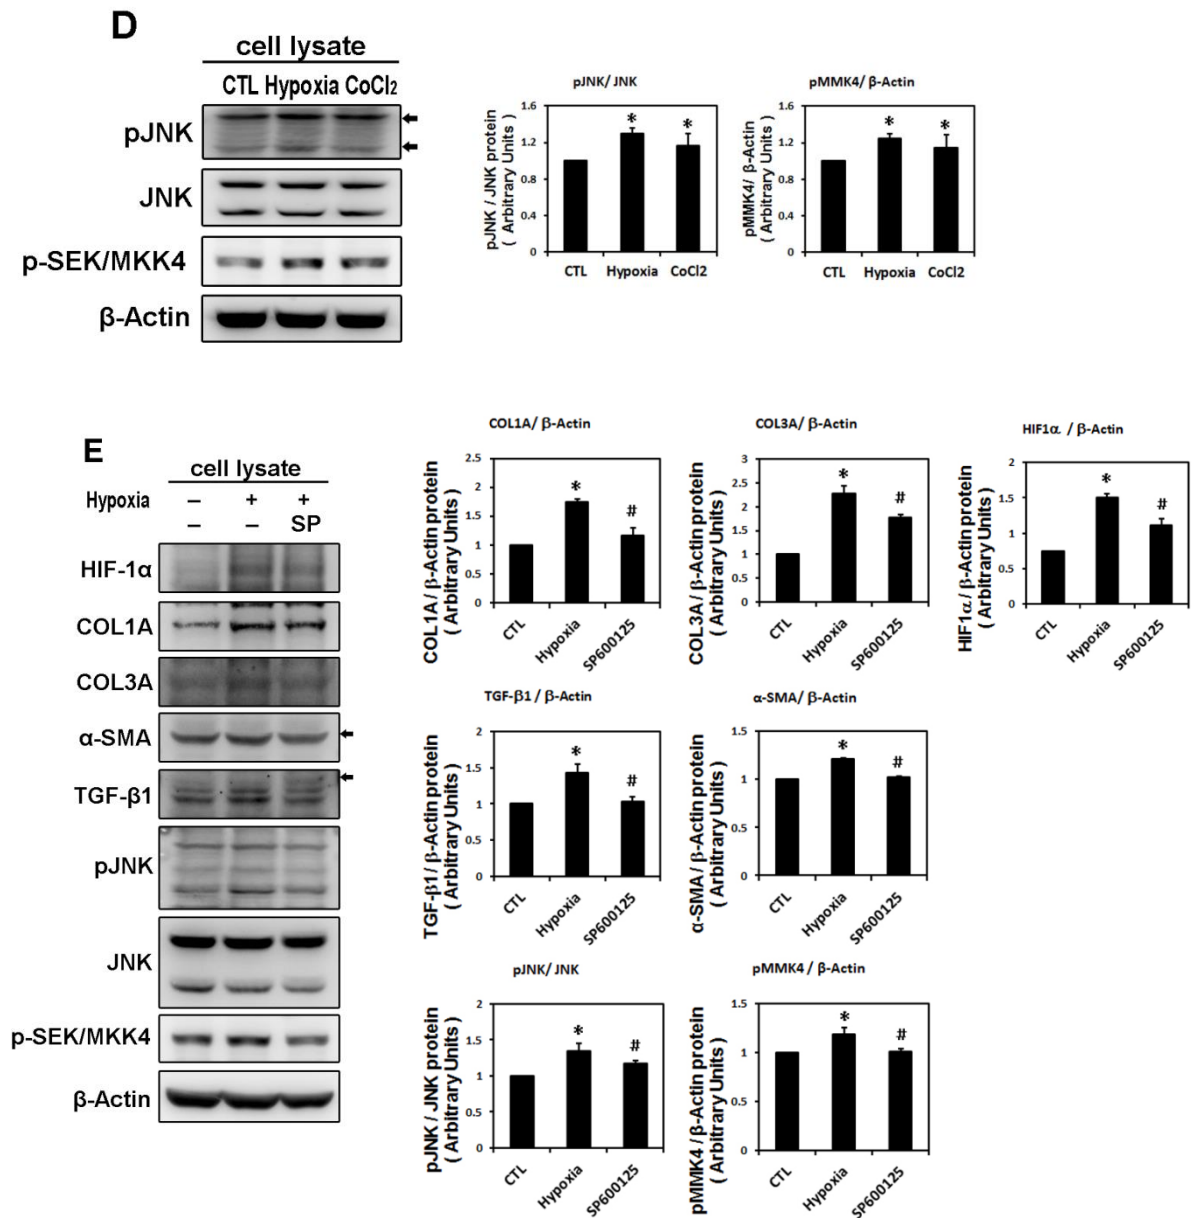 D
cell lysate
CTL Hypoxia CoCl2
pJNK
JNK
p-SEK/MKK4
β-Actin
pJNK/ JNK
pJNK / JNK protein
( Arbitrary Units )
1.6
1.2
0.8
0.4
0
* *
CTL Hypoxia CoCl2
pMMK4/ β-Actin
pMMK4/ β-Actin
( Arbitrary Units )
1.6
1.2
0.8
0.4
0
* *
CTL Hypoxia CoCl2
E
cell lysate
Hypoxia – + +
– – SP
HIF-1α
COL1A
COL3A
α-SMA
TGF-β1
pJNK
JNK
p-SEK/MKK4
β-Actin
COL1A/ β-Actin
COL1A/ β-Actin protein
( Arbitrary Units )
2.5
2
1.5
1
0.5
0
* #
CTL Hypoxia SP600125
COL3A/ β-Actin
COL3A/ β-Actin protein
( Arbitrary Units )
3
2.5
2
1.5
1
0.5
0
* #
CTL Hypoxia SP600125
HIF1α / β-Actin
HIF1α/ β-Actin protein
( Arbitrary Units )
2
1.5
1
0.5
0
* #
CTL Hypoxia SP600125
TGF-β1 / β-Actin
TGF-β1/ β-Actin protein
( Arbitrary Units )
2
1.5
1
0.5
0
* #
CTL Hypoxia SP600125
α-SMA/ β-Actin
α-SMA/ β-Actin protein
( Arbitrary Units )
1.5
1
0.5
0
* #
CTL Hypoxia SP600125
pJNK/ JNK
pJNK / JNK protein
( Arbitrary Units )
2
1.5
1
0.5
0
* #
CTL Hypoxia SP600125
pMMK4 / β-Actin
pMMK4/ β-Actin protein
( Arbitrary Units )
1.5
1
0.5
0
* #
CTL Hypoxia SP600125